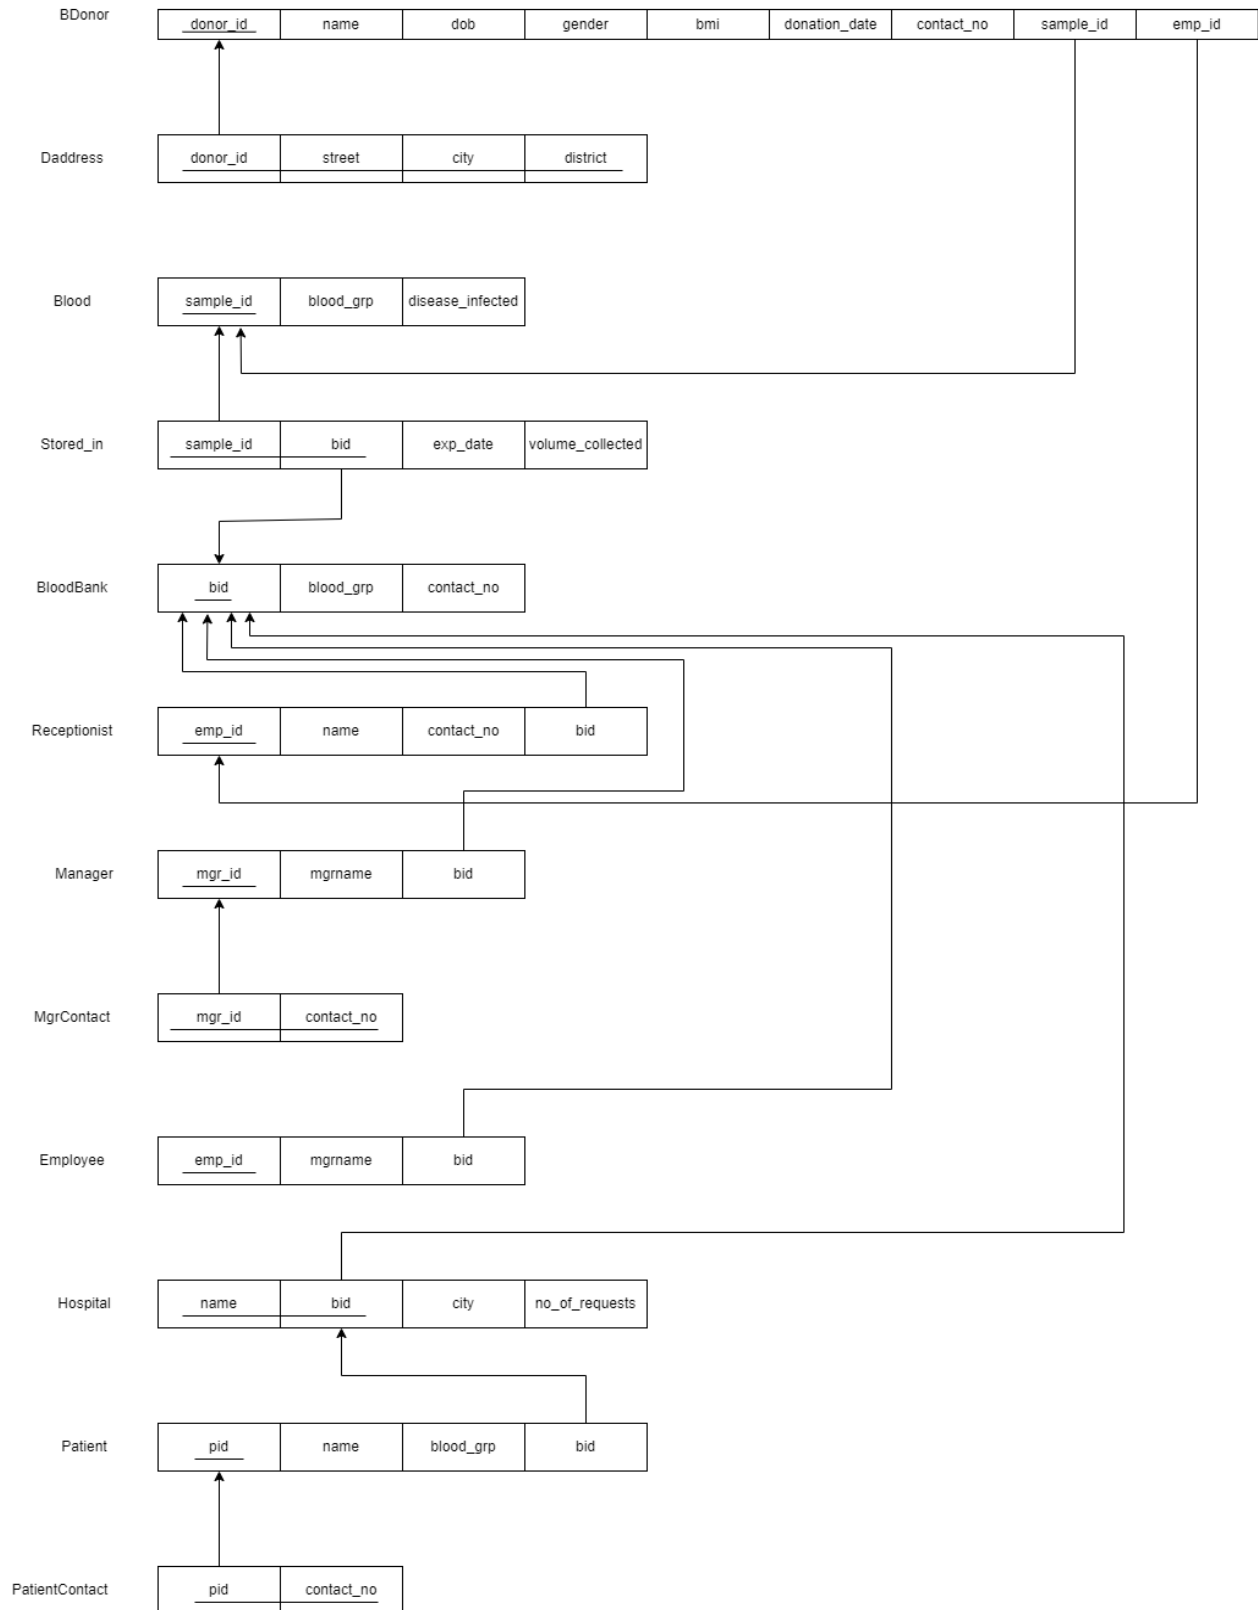 BDonor donor_id name dob gender bmi donation_date contact_no sample_id emp_id
Daddress donor_id street city district
Blood sample_id blood_grp disease_infected
Stored_in sample_id bid exp_date volume_collected
BloodBank bid blood_grp contact_no
Receptionist emp_id name contact_no bid
Manager mgr_id mgrname bid
MgrContact mgr_id contact_no
Employee emp_id mgrname bid
Hospital name bid city no_of_requests
Patient pid name blood_grp bid
PatientContact pid contact_no